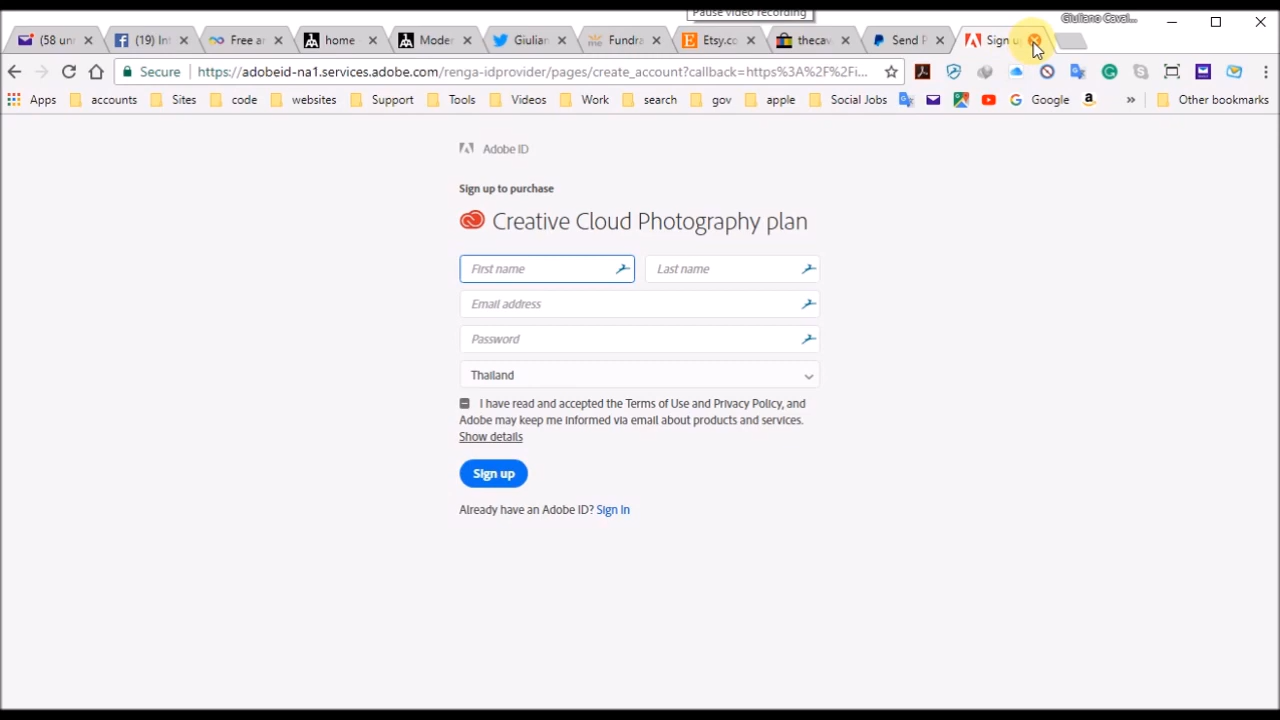 Pause video recording
Giuliano Caval...
(58 un
(19) In
Free a
home
Moder
Giulian
Fundra
Etsy.co
thecav
Send P
Sign u
Secure
https://adobeid-na1.services.adobe.com/renga-idprovider/pages/create_account?callback=https%3A%2F%2Fi...
Apps
accounts
Sites
code
websites
Support
Tools
Videos
Work
search
gov
apple
Social Jobs
Google
»
Other bookmarks
Adobe ID
Sign up to purchase
Creative Cloud Photography plan
First name
Last name
Email address
Password
Thailand
I have read and accepted the Terms of Use and Privacy Policy, and
Adobe may keep me informed via email about products and services.
Show details
Sign up
Already have an Adobe ID? Sign In